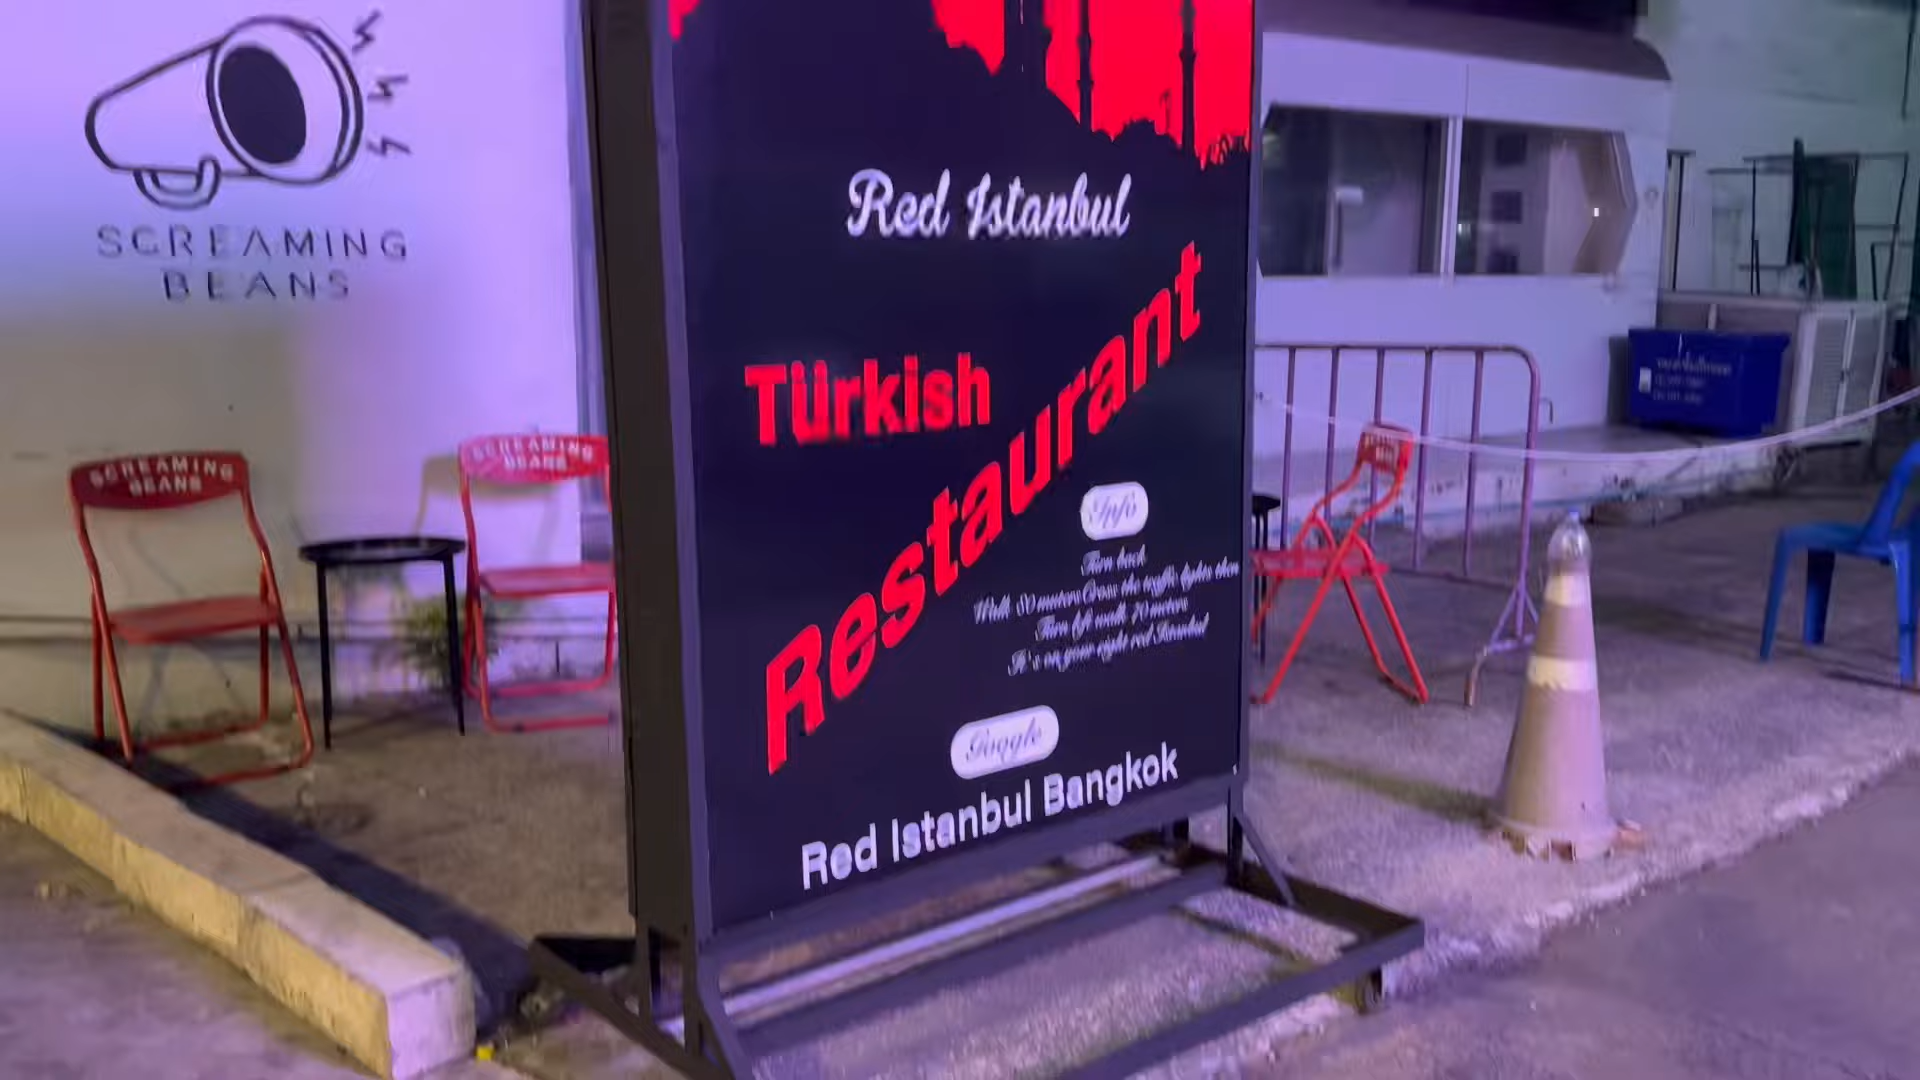 SCREAMING
BEANS
SCREAMING
BEANS
SCREAMING
BEANS
Red Istanbul
Türkish
Restaurant
Info
Turn back
Walk 80 meters Cross the traffic lights then
Turn left walk 70 meters
It's on your right red Istanbul
Google
Red Istanbul Bangkok